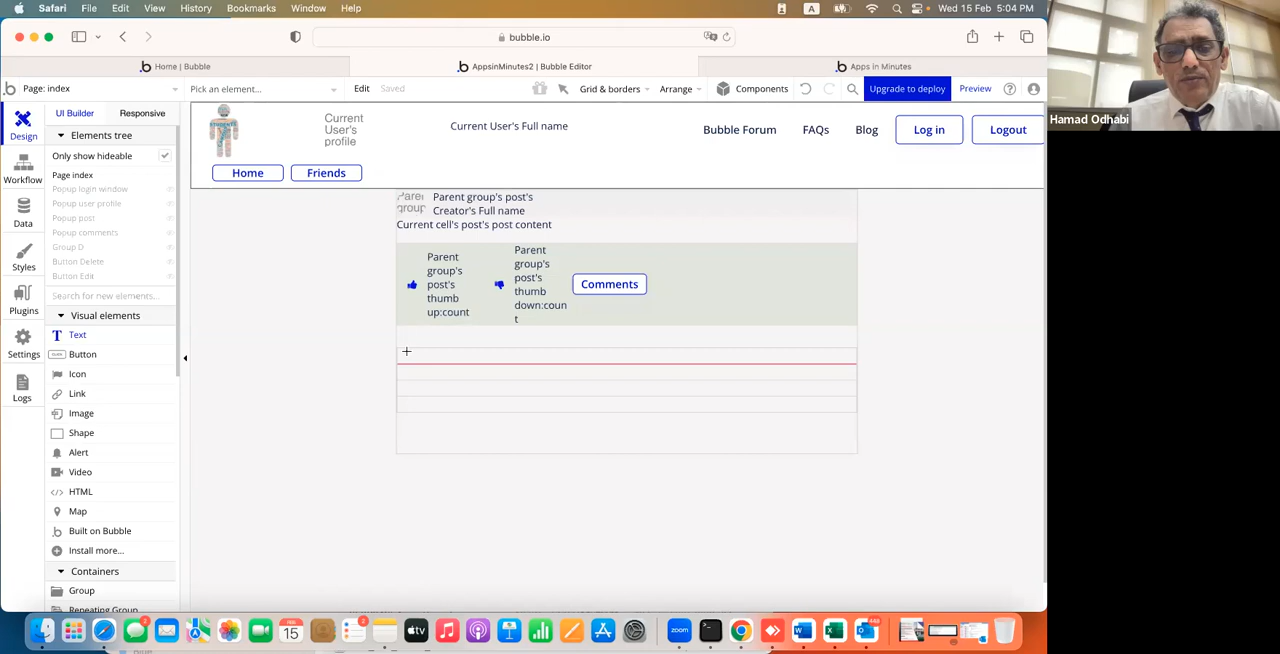 Safari File Edit View History Bookmarks Window Help
A
Wed 15 Feb 5:04 PM
bubble.io
Home | Bubble
AppsinMinutes2 | Bubble Editor
Apps in Minutes
Page: index
Pick an element...
Edit
Saved
Grid & borders
Arrange
Components
Upgrade to deploy
Preview
Design
Workflow
Data
Styles
Plugins
Settings
Logs
UI Builder
Responsive
Elements tree
Only show hideable
Page index
Popup login window
Popup user profile
Popup post
Popup comments
Group D
Button Delete
Button Edit
Search for new elements...
Visual elements
Text
Button
Icon
Link
Image
Shape
Alert
Video
HTML
Map
Built on Bubble
Install more...
Containers
Group
Repeating Group
Current
User's
profile
Current User's Full name
Bubble Forum
FAQs
Blog
Log in
Logout
Home
Friends
Parent group's post's
Creator's Full name
Current cell's post's post content
Parent
group's
post's
thumb
up:count
Parent
group's
post's
thumb
down:coun
t
Comments
Hamad Odhabi
FEB
15
zoom